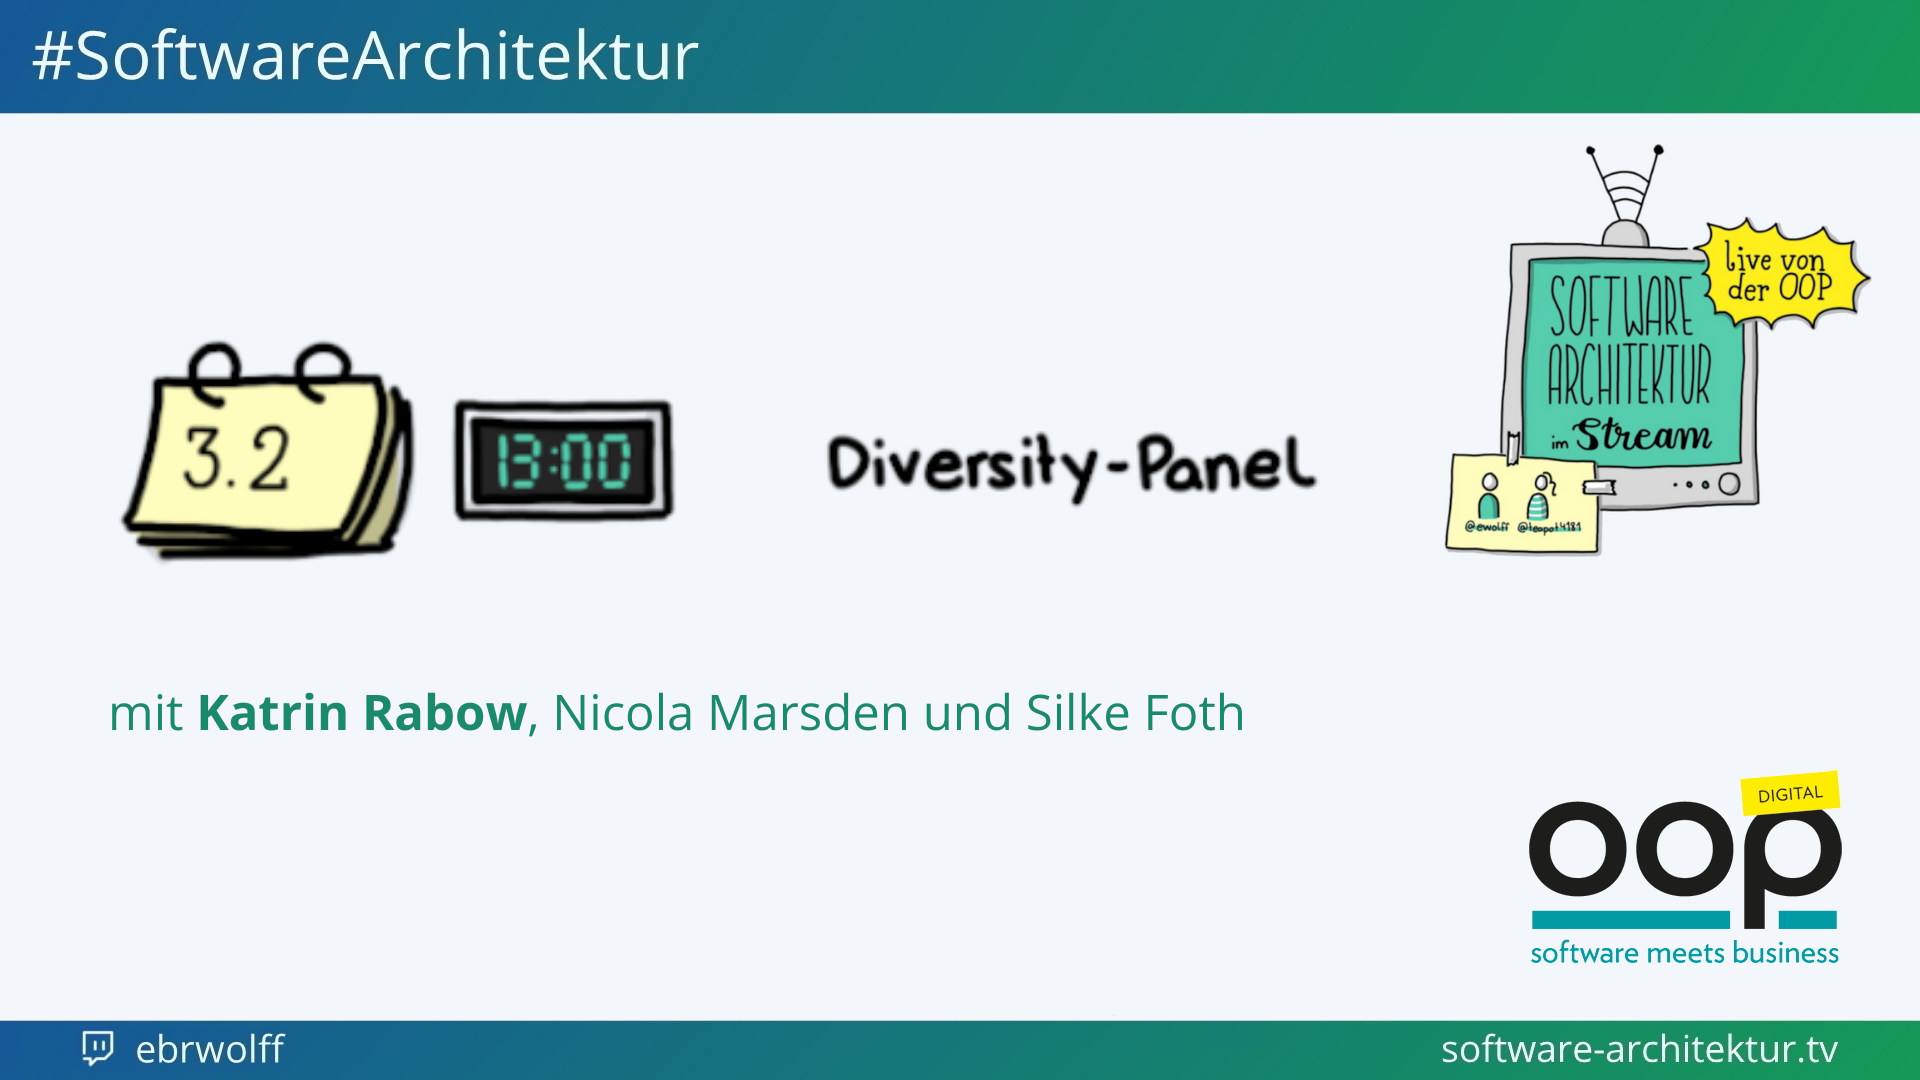 #SoftwareArchitektur
live von
der OOP
SOFTWARE
ARCHITEKTUR
im Stream
@ewolff @teapot4181
3.2
13:00
Diversity-Panel
mit Katrin Rabow, Nicola Marsden und Silke Foth
DIGITAL
oop
software meets business
ebrwolff
software-architektur.tv